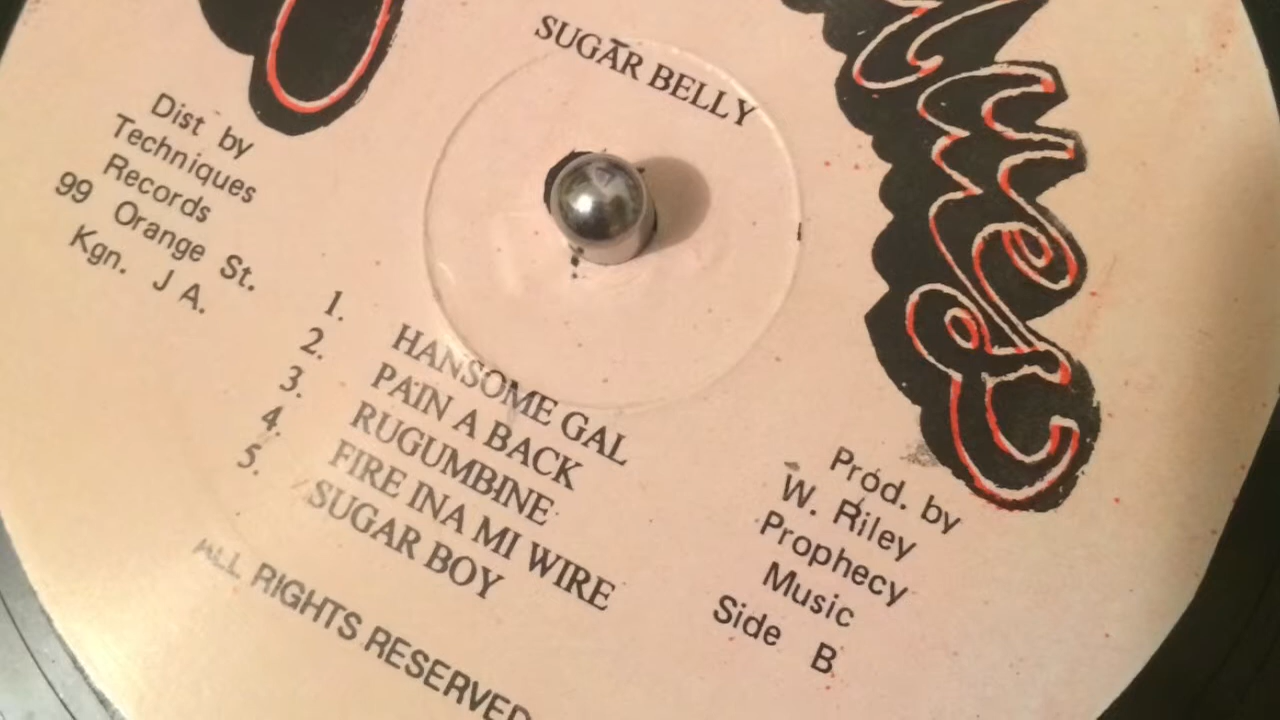 SUGAR BELLY
Dist by
Techniques
Records
99 Orange St.
Kgn. J A.
1. HANSOME GAL
2. PAIN A BACK
3. RUGUMBINE
4. FIRE INA MI WIRE
5. SUGAR BOY
Prod. by
W. Riley
Prophecy
Music
Side B
ALL RIGHTS RESERVED